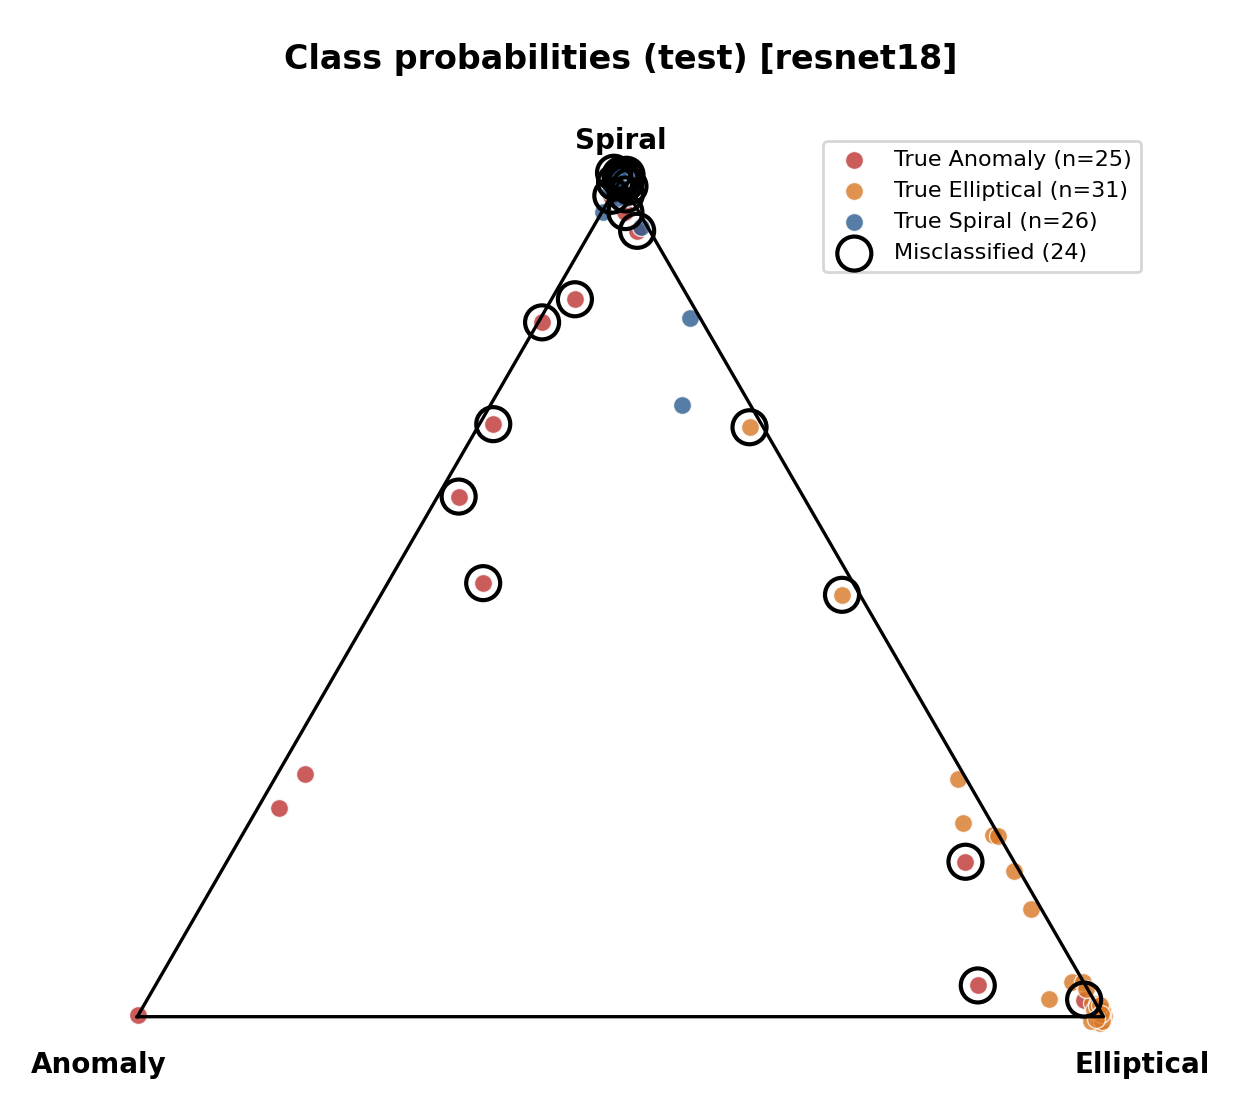 Class probabilities (test) [resnet18]
Spiral
True Anomaly (n=25)
True Elliptical (n=31)
True Spiral (n=26)
Misclassified (24)
Anomaly
Elliptical